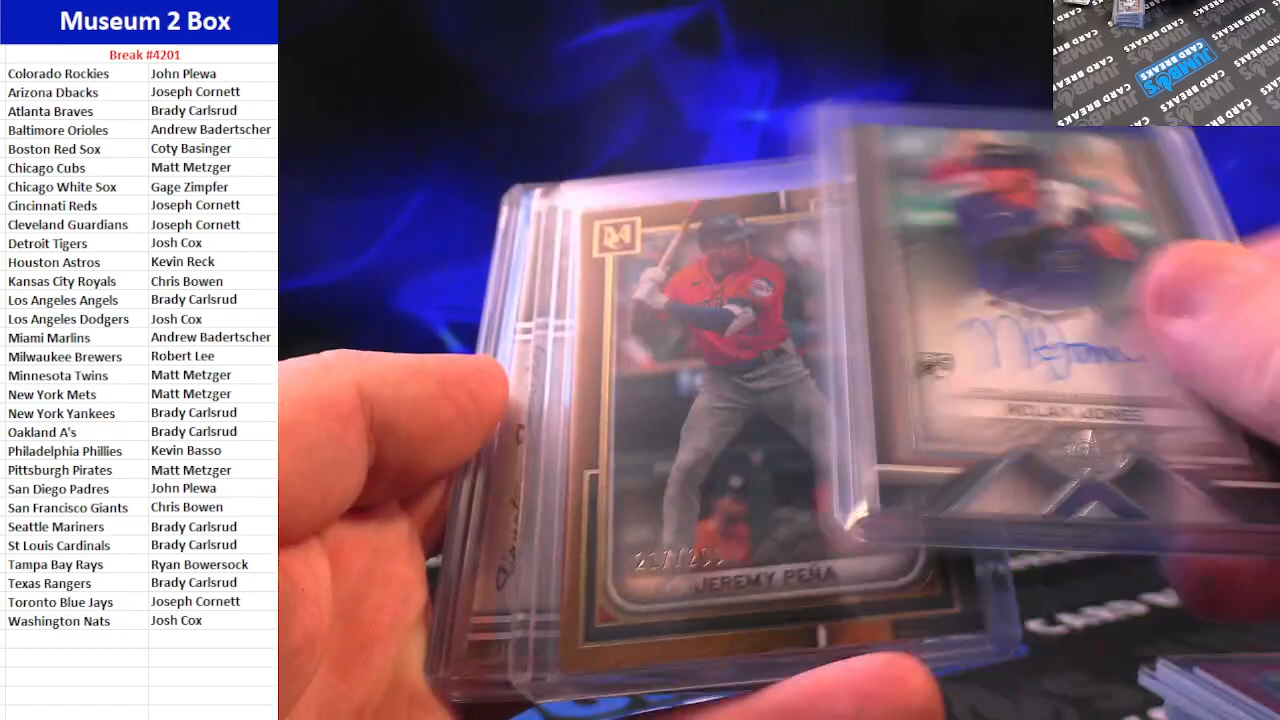 Museum 2 Box
Break #4201
Colorado Rockies John Plewa
Arizona Dbacks Joseph Cornett
Atlanta Braves Brady Carlsrud
Baltimore Orioles Andrew Badertscher
Boston Red Sox Coty Basinger
Chicago Cubs Matt Metzger
Chicago White Sox Gage Zimpfer
Cincinnati Reds Joseph Cornett
Cleveland Guardians Joseph Cornett
Detroit Tigers Josh Cox
Houston Astros Kevin Reck
Kansas City Royals Chris Bowen
Los Angeles Angels Brady Carlsrud
Los Angeles Dodgers Josh Cox
Miami Marlins Andrew Badertscher
Milwaukee Brewers Robert Lee
Minnesota Twins Matt Metzger
New York Mets Matt Metzger
New York Yankees Brady Carlsrud
Oakland A's Brady Carlsrud
Philadelphia Phillies Kevin Basso
Pittsburgh Pirates Matt Metzger
San Diego Padres John Plewa
San Francisco Giants Chris Bowen
Seattle Mariners Brady Carlsrud
St Louis Cardinals Brady Carlsrud
Tampa Bay Rays Ryan Bowersock
Texas Rangers Brady Carlsrud
Toronto Blue Jays Joseph Cornett
Washington Nats Josh Cox
JEREMY PEÑA
NOLAN JONES
CARD BREAKS
JUMBO'S
CARD BREAKS